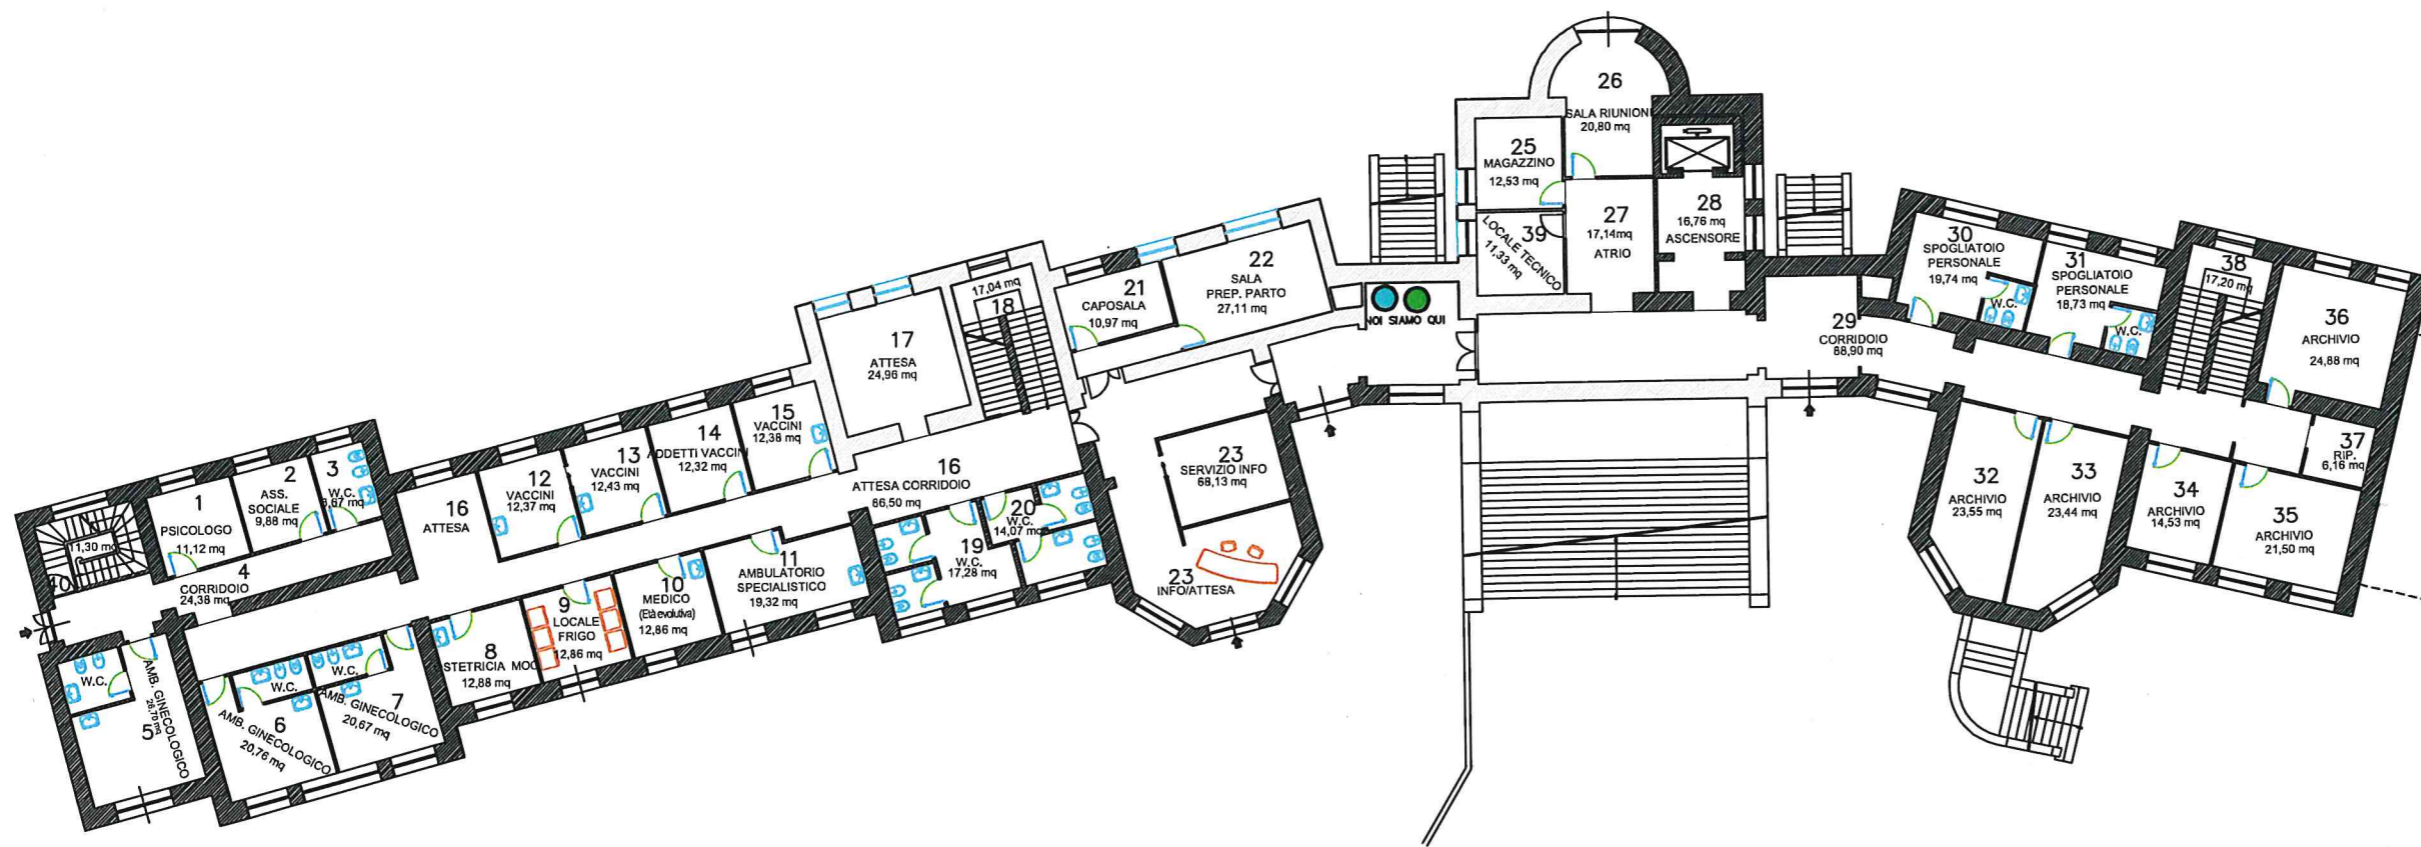 1
PSICOLOGO
11,12 mq
2
ASS.
SOCIALE
9,88 mq
3
W.C.
4
CORRIDOIO
24,38 mq
11,30 mq
5
AMB. GINECOLOGICO
26,70 mq
W.C.
6
AMB. GINECOLOGICO
20,76 mq
W.C.
7
AMB. GINECOLOGICO
20,67 mq
W.C.
8
STETRICIA MOC
12,88 mq
9
LOCALE
FRIGO
12,86 mq
10
MEDICO
(Età evolutiva)
12,86 mq
11
AMBULATORIO
SPECIALISTICO
19,32 mq
16
ATTESA
12
VACCINI
12,37 mq
13
VACCINI
12,43 mq
14
ADDETTI VACCINI
12,32 mq
15
VACCINI
12,38 mq
16
ATTESA CORRIDOIO
66,50 mq
17
ATTESA
24,96 mq
17,04 mq
18
19
W.C.
17,28 mq
20
W.C.
14,07 mq
21
CAPOSALA
10,97 mq
22
SALA
PREP. PARTO
27,11 mq
23
SERVIZIO INFO
68,13 mq
23
INFO/ATTESA
NOI SIAMO QUI
25
MAGAZZINO
12,53 mq
26
SALA RIUNIONI
20,80 mq
27
17,14mq
ATRIO
28
16,76 mq
ASCENSORE
39
LOCALE TECNICO
11,33 mq
29
CORRIDOIO
88,90 mq
30
SPOGLIATOIO
PERSONALE
19,74 mq
W.C.
31
SPOGLIATOIO
PERSONALE
18,73 mq
W.C.
38
17,20 mq
36
ARCHIVIO
24,88 mq
37
RIP.
6,16 mq
32
ARCHIVIO
23,55 mq
33
ARCHIVIO
23,44 mq
34
ARCHIVIO
14,53 mq
35
ARCHIVIO
21,50 mq